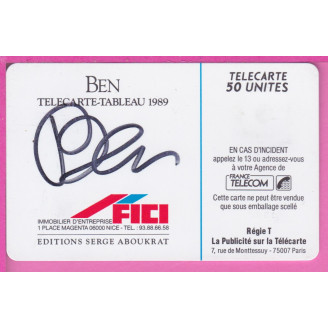 BEN
TELECARTE-TABLEAU 1989
Ben
FICI
IMMOBILIER D'ENTREPRISE
1 PLACE MAGENTA 06000 NICE - TEL : 93.88.86.58
EDITIONS SERGE ABOUKRAT
TELECARTE
50 UNITES
EN CAS D'INCIDENT
appelez le 13 ou adressez-vous
à votre Agence de
FRANCE
TELECOM
Cette carte ne peut être vendue
que sous emballage scellé
Régie T
La Publicité sur la Télécarte
7, rue de Monttessuy - 75007 Paris